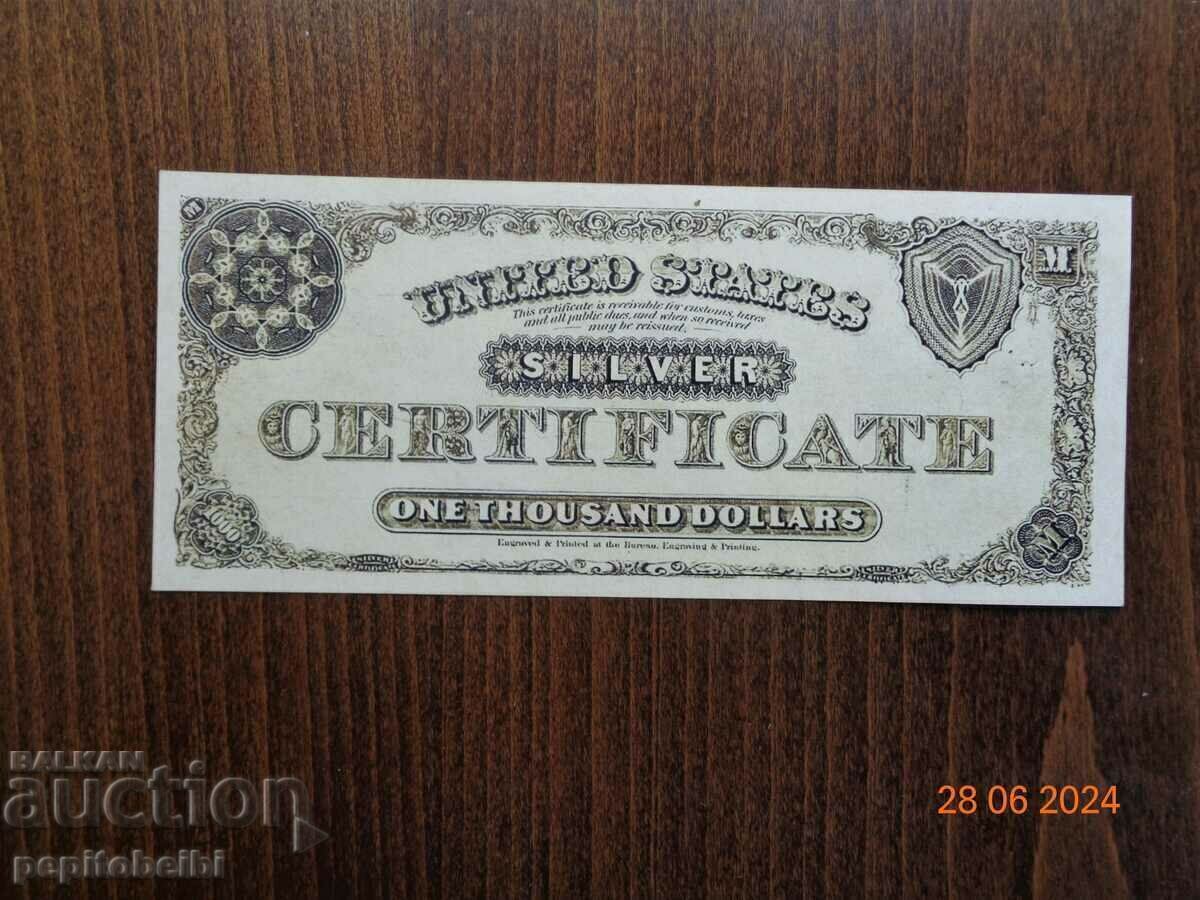 M
UNITED STATES
This certificate is receivable for customs, taxes
and all public dues, and when so received
may be reissued.
SILVER
CERTIFICATE
ONE THOUSAND DOLLARS
Engraved & Printed at the Bureau, Engraving & Printing.
1000
M
BALKAN
auction
pepitobelbi
28 06 2024